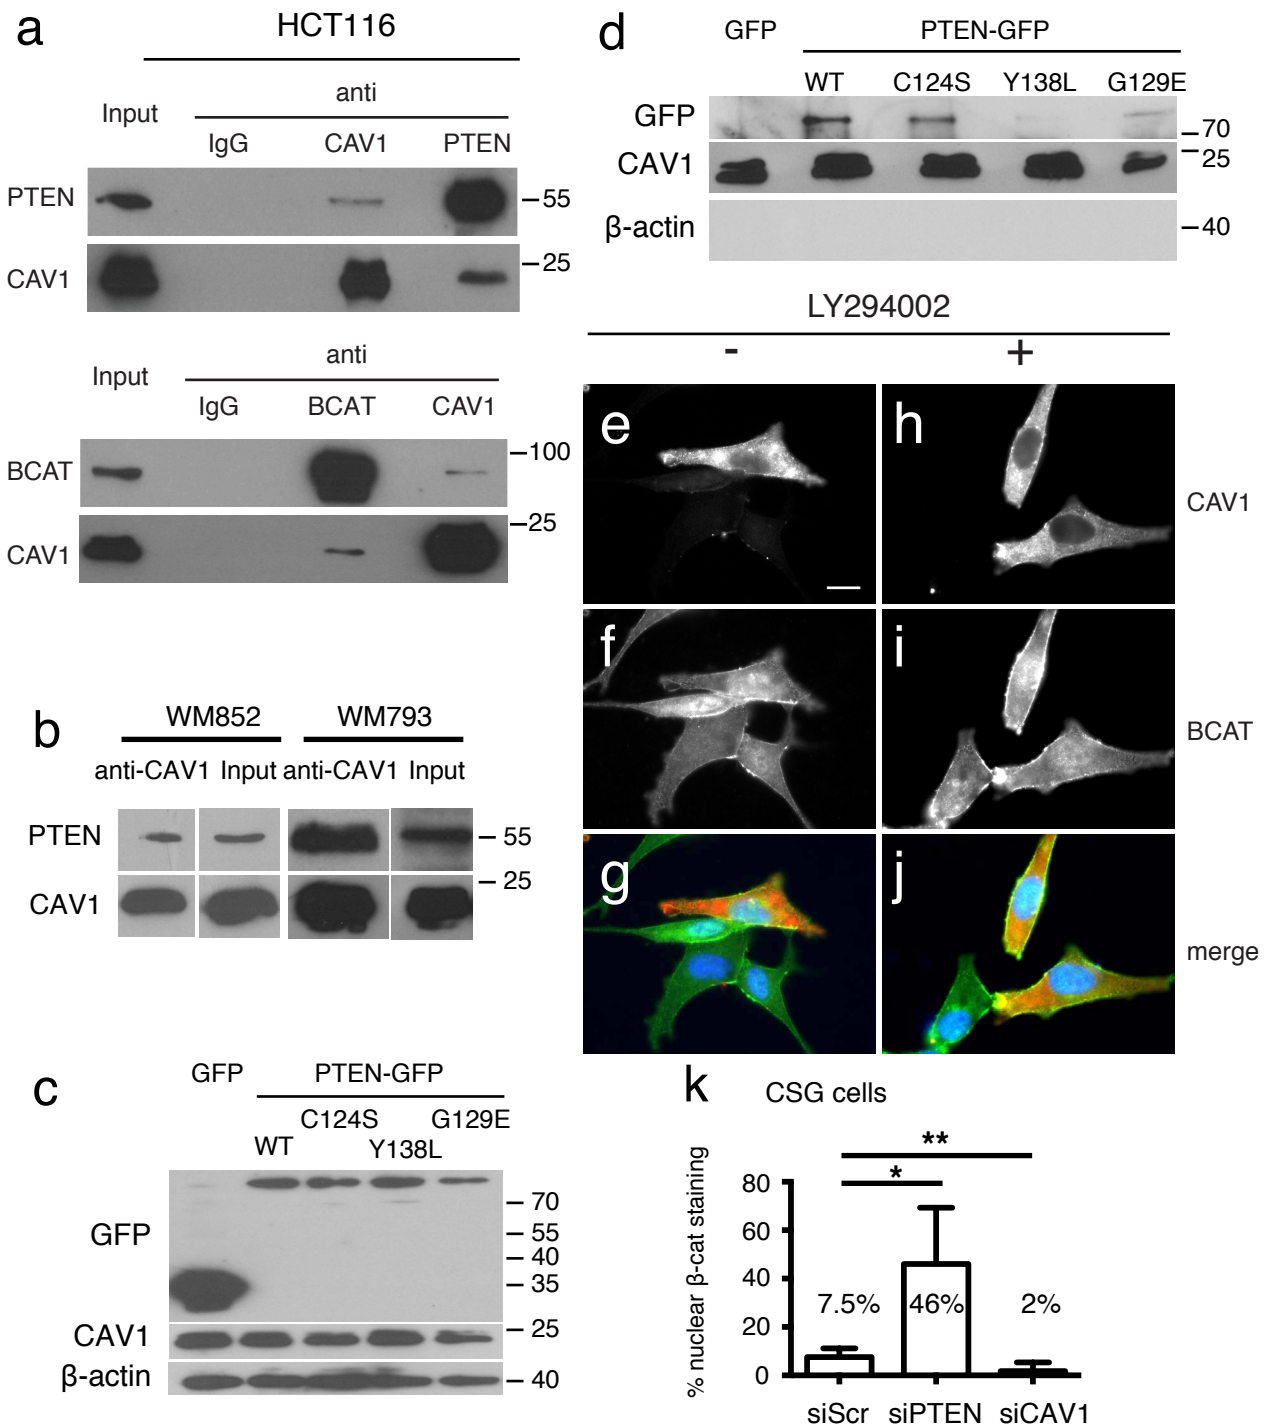 a
HCT116
anti
Input
IgG CAV1 PTEN
PTEN
55
CAV1
25
anti
Input
IgG BCAT CAV1
BCAT
100
CAV1
25
b
WM852 WM793
anti-CAV1 Input anti-CAV1 Input
PTEN
55
CAV1
25
c
GFP PTEN-GFP
WT C124S Y138L G129E
GFP
70
55
40
35
CAV1
25
β-actin
40
d
GFP PTEN-GFP
WT C124S Y138L G129E
GFP
70
CAV1
25
β-actin
40
LY294002
- +
e h
CAV1
f i
BCAT
g j
merge
k
CSG cells
** 
*
% nuclear β-cat staining
80
60
40
20
0
7.5% 46% 2%
siScr siPTEN siCAV1